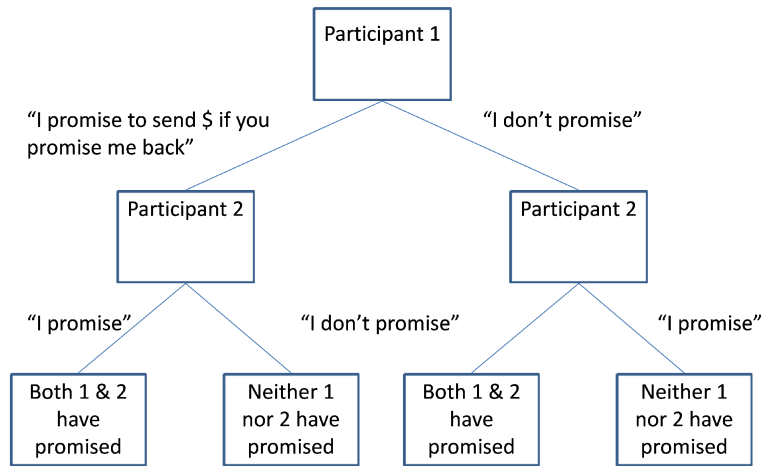 Participant 1
“I promise to send $ if you
promise me back”
“I don’t promise”
Participant 2
Participant 2
“I promise”
“I don’t promise”
“I promise”
Both 1 & 2
have
promised
Neither 1
nor 2 have
promised
Both 1 & 2
have
promised
Neither 1
nor 2 have
promised